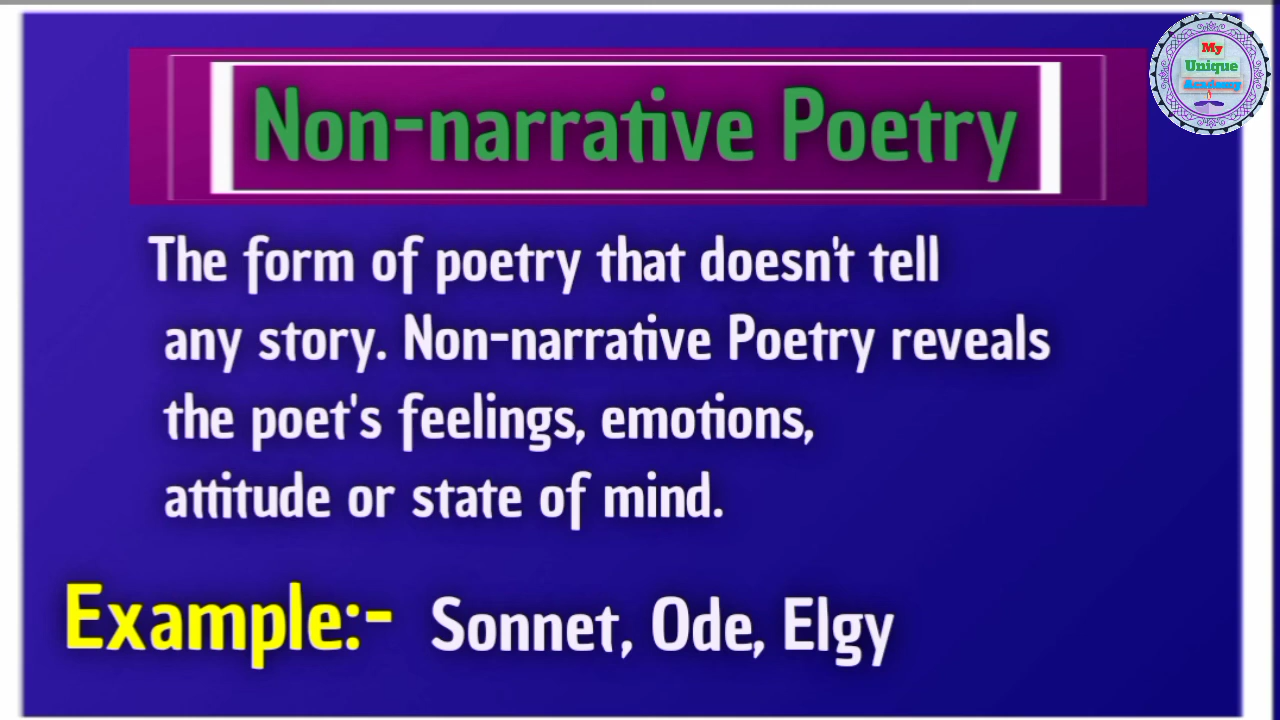 My
Unique
Academy
Non-narrative Poetry
The form of poetry that doesn't tell
any story. Non-narrative Poetry reveals
the poet's feelings, emotions,
attitude or state of mind.
Example:- Sonnet, Ode, Elgy